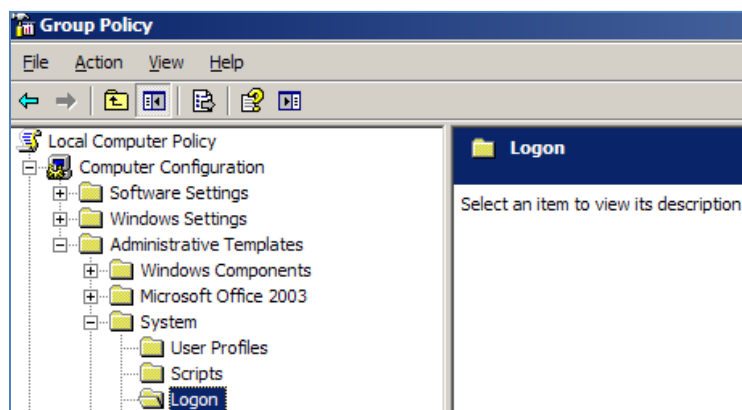 Group Policy
File Action View Help
Local Computer Policy
Computer Configuration
Software Settings
Windows Settings
Administrative Templates
Windows Components
Microsoft Office 2003
System
User Profiles
Scripts
Logon
Logon
Select an item to view its description